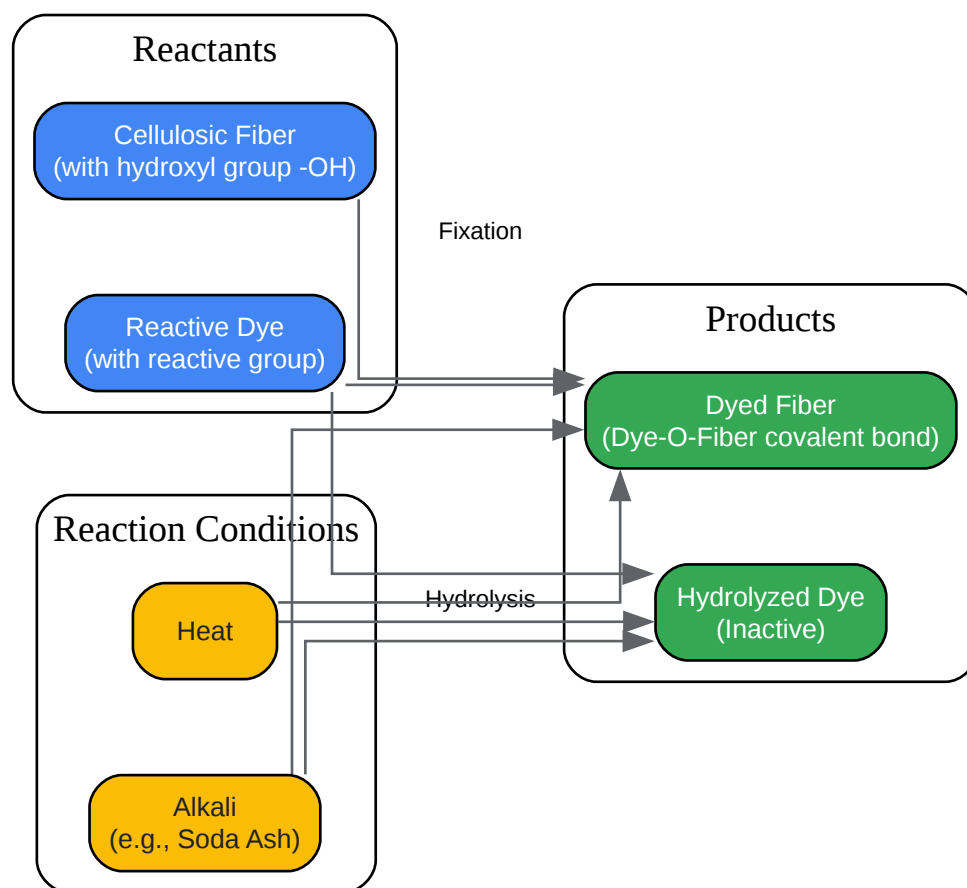 Reactants
Cellulosic Fiber
(with hydroxyl group -OH)
Fixation
Reactive Dye
(with reactive group)
Products
Dyed Fiber
(Dye-O-Fiber covalent bond)
Reaction Conditions
Heat
Hydrolysis
Hydrolyzed Dye
(Inactive)
Alkali
(e.g., Soda Ash)